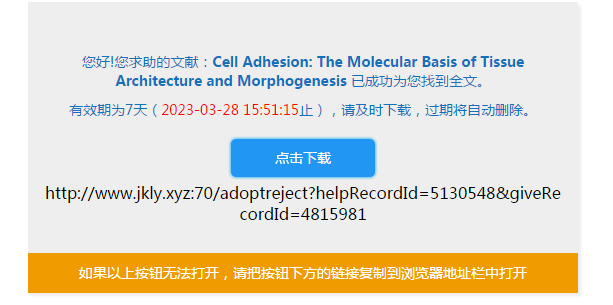 您好!您求助的文献：Cell Adhesion: The Molecular Basis of Tissue
Architecture and Morphogenesis 已成功为您找到全文。
有效期为7天（2023-03-28 15:51:15止），请及时下载，过期将自动删除。
点击下载
http://www.jkly.xyz:70/adoptreject?helpRecordId=5130548&giveRe
cordId=4815981
如果以上按钮无法打开，请把按钮下方的链接复制到浏览器地址栏中打开